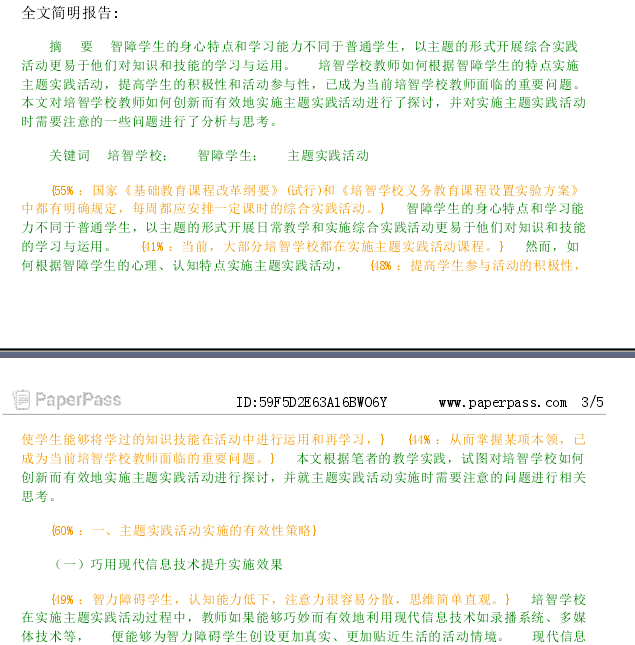 全文简明报告:
摘 要 智障学生的身心特点和学习能力不同于普通学生，以主题的形式开展综合实践
活动更易于他们对知识和技能的学习与运用。 培智学校教师如何根据智障学生的特点实施
主题实践活动，提高学生的积极性和活动参与性，已成为当前培智学校教师面临的重要问题。
本文对培智学校教师如何创新而有效地实施主题实践活动进行了探讨，并对实施主题实践活动
时需要注意的一些问题进行了分析与思考。
关键词 培智学校； 智障学生； 主题实践活动
{55%：国家《基础教育课程改革纲要》(试行)和《培智学校义务教育课程设置实验方案》
中都有明确规定，每周都应安排一定课时的综合实践活动。} 智障学生的身心特点和学习能
力不同于普通学生，以主题的形式开展日常教学和实施综合实践活动更易于他们对知识和技能
的学习与运用。 {41%：当前，大部分培智学校都在实施主题实践活动课程。} 然而，如
何根据智障学生的心理、认知特点实施主题实践活动， {48%：提高学生参与活动的积极性，
PaperPass ID:59F5D2E63A16BWO6Y www.paperpass.com 3/5
使学生能够将学过的知识技能在活动中进行运用和再学习，} {44%：从而掌握某项本领，已
成为当前培智学校教师面临的重要问题。} 本文根据笔者的教学实践，试图对培智学校如何
创新而有效地实施主题实践活动进行探讨，并就主题实践活动实施时需要注意的问题进行相关
思考。
{60%：一、主题实践活动实施的有效性策略}
（一）巧用现代信息技术提升实施效果
{49%：智力障碍学生，认知能力低下，注意力很容易分散，思维简单直观。} 培智学校
在实施主题实践活动过程中，教师如果能够巧妙而有效地利用现代信息技术如录播系统、多媒
体技术等， 便能够为智力障碍学生创设更加真实、更加贴近生活的活动情境。 现代信息